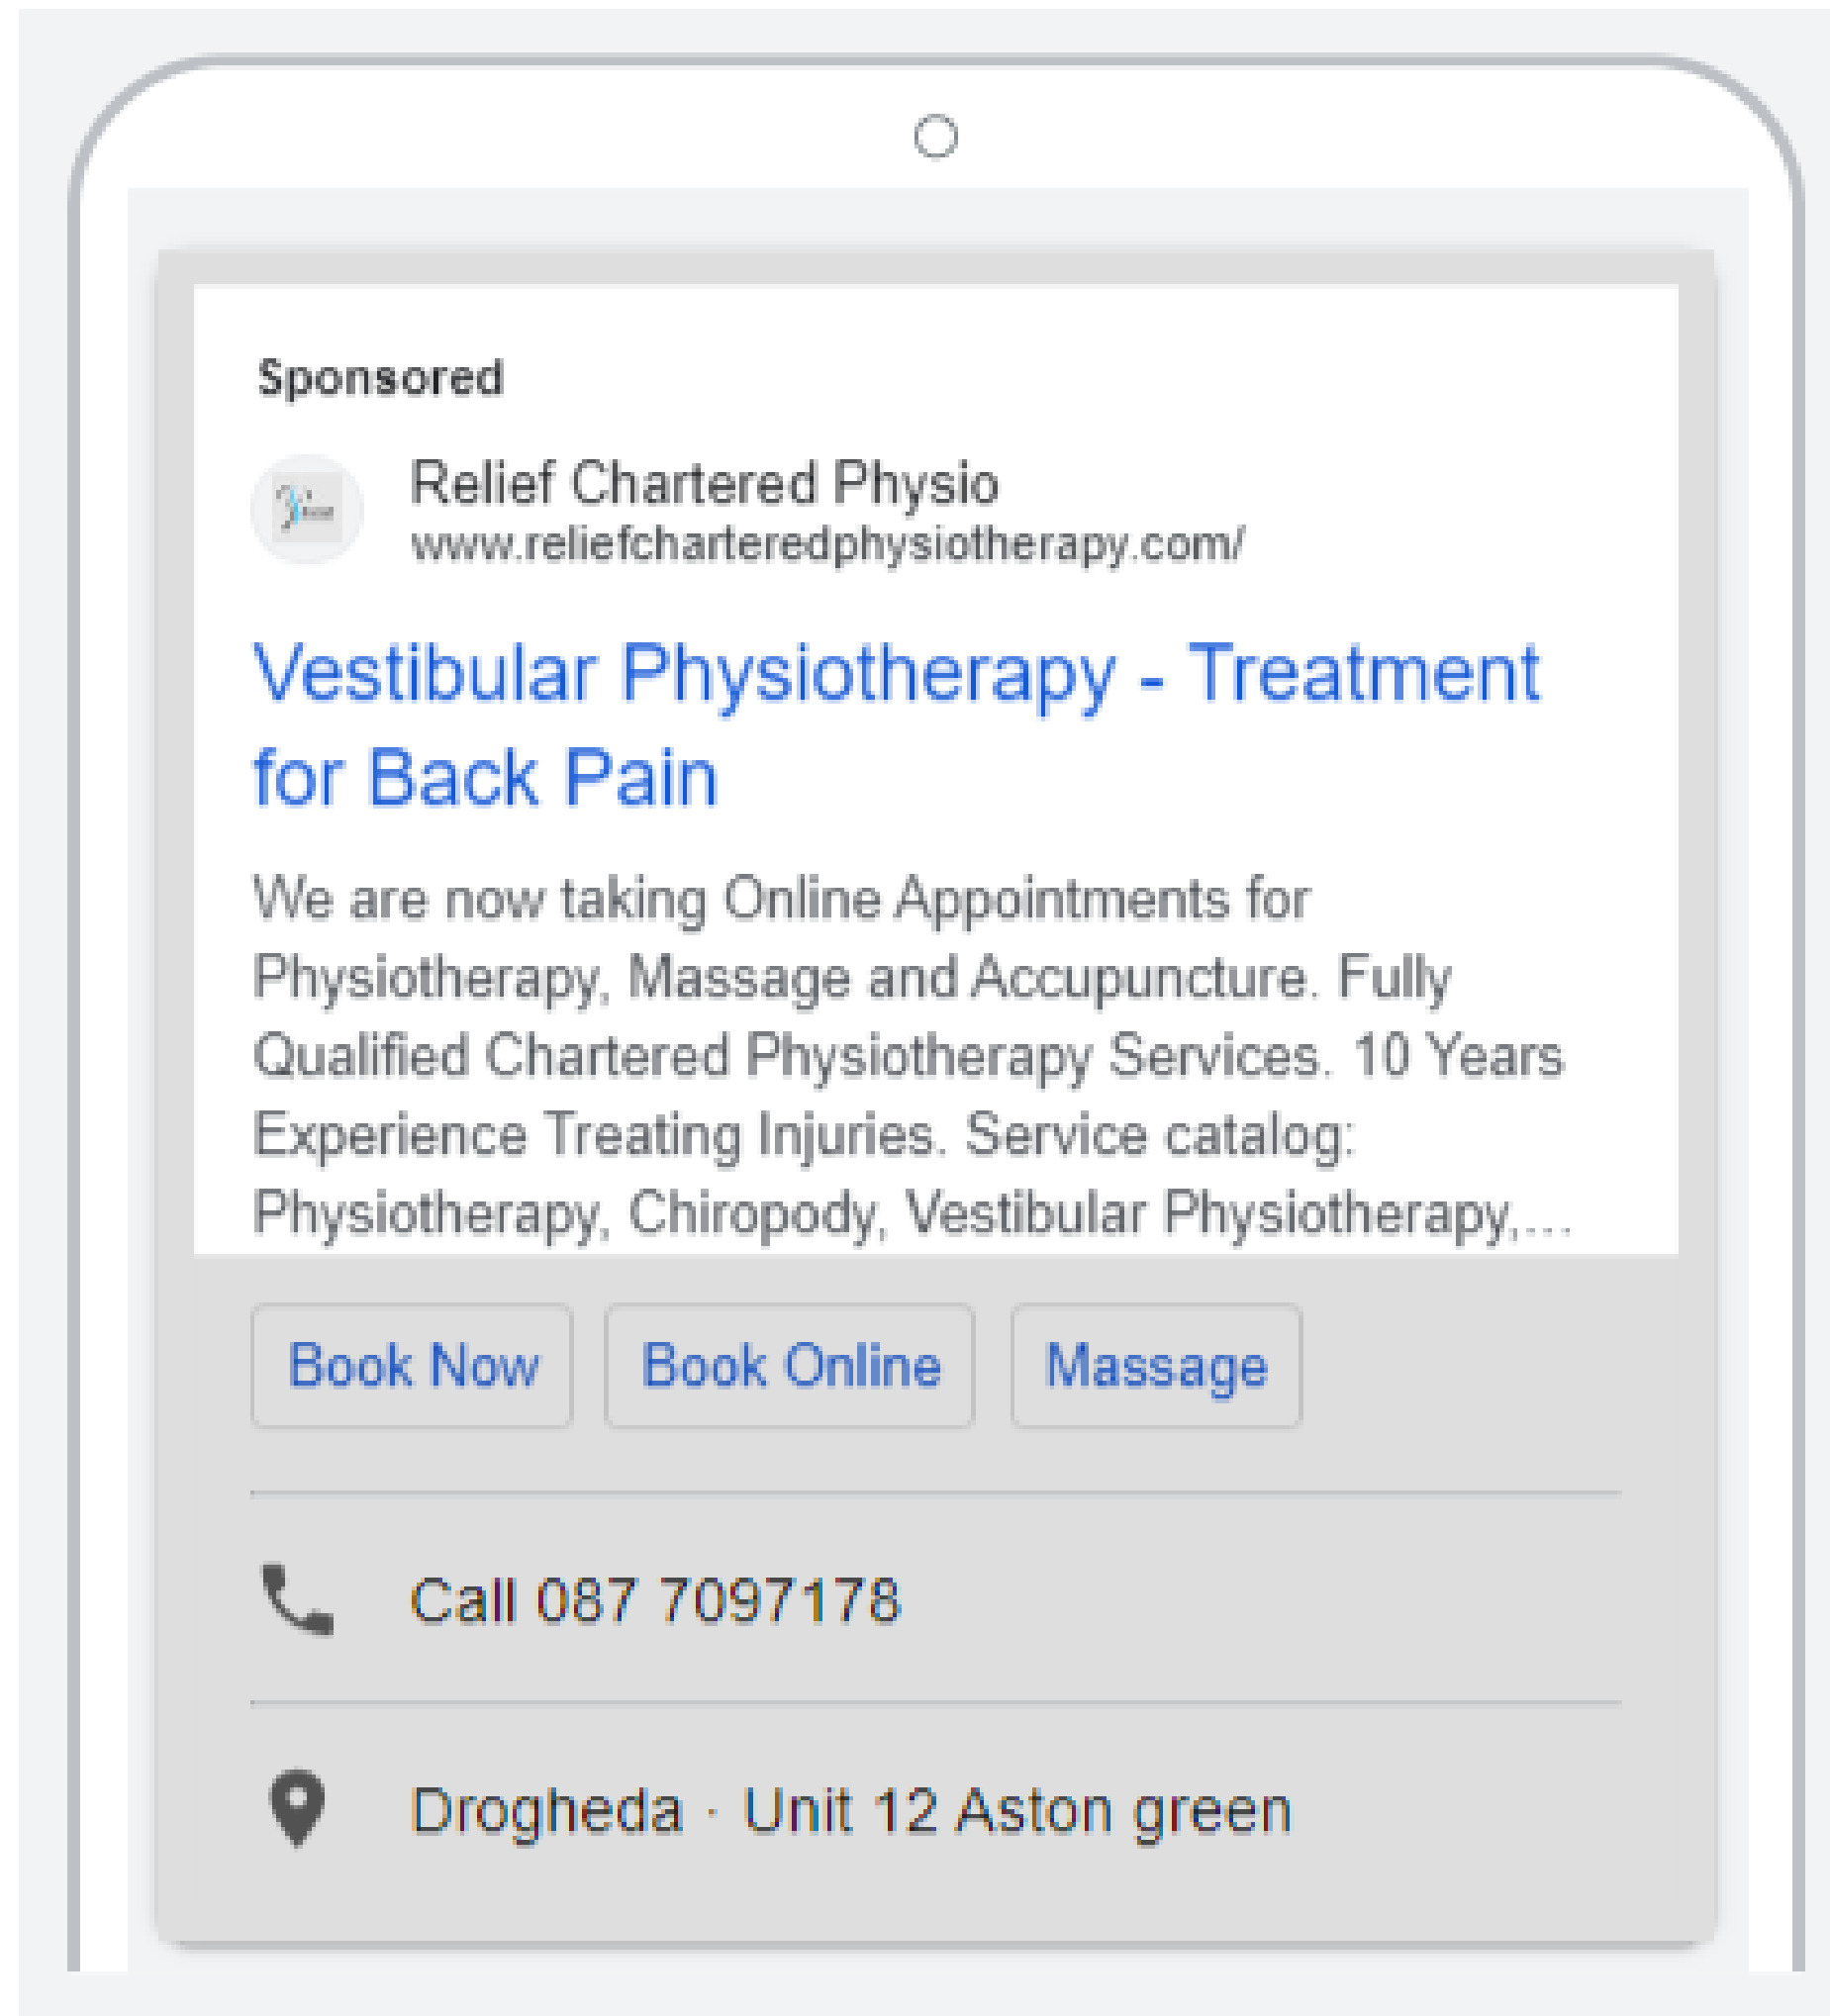 Sponsored
Relief Chartered Physio
www.reliefcharteredphysiotherapy.com/
Vestibular Physiotherapy - Treatment
for Back Pain
We are now taking Online Appointments for
Physiotherapy, Massage and Accupuncture. Fully
Qualified Chartered Physiotherapy Services. 10 Years
Experience Treating Injuries. Service catalog:
Physiotherapy, Chiropody, Vestibular Physiotherapy,...
Book Now Book Online Massage
Call 087 7097178
Drogheda · Unit 12 Aston green